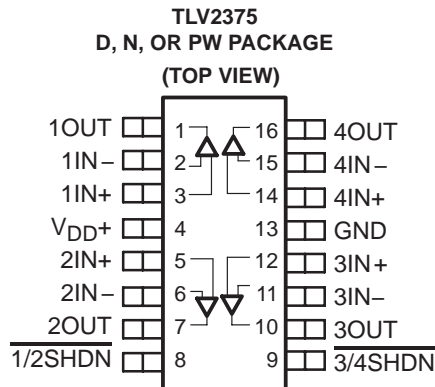 TLV2375
D, N, OR PW PACKAGE
(TOP VIEW)
1OUT 1 16 4OUT
1IN− 2 15 4IN−
1IN+ 3 14 4IN+
VDD+ 4 13 GND
2IN+ 5 12 3IN+
2IN− 6 11 3IN−
2OUT 7 10 3OUT
1/2SHDN 8 9 3/4SHDN